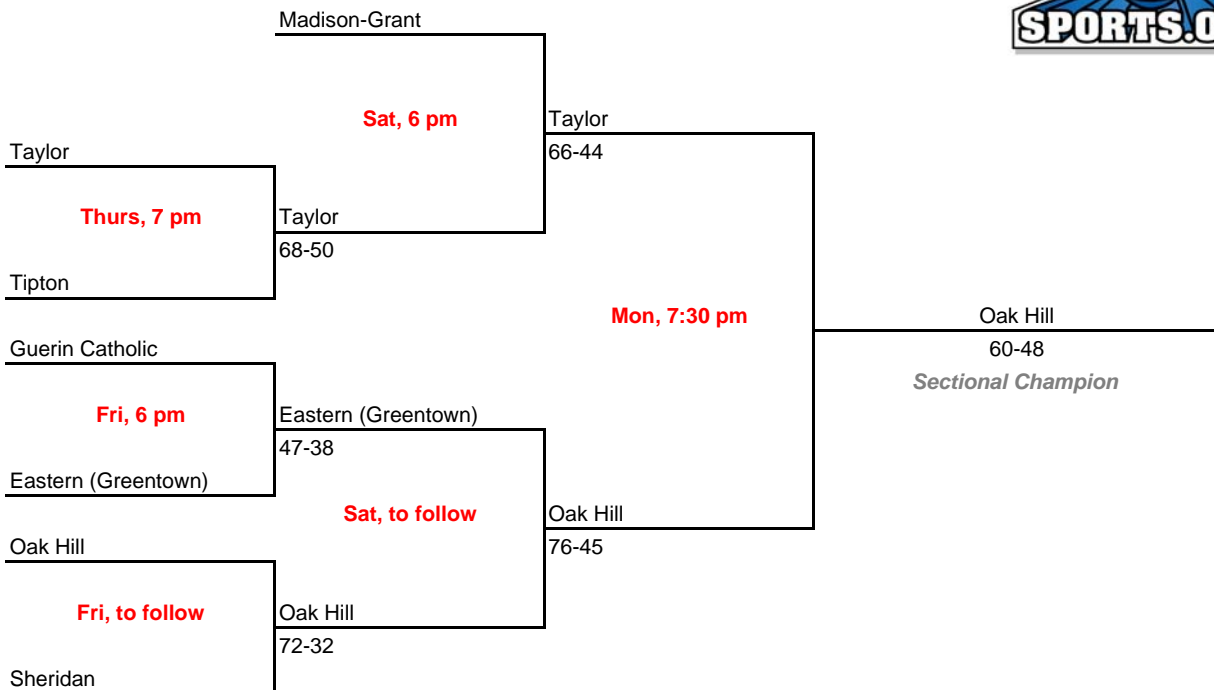 Madison-Grant
SPORTS.O
Sat, 6 pm
Taylor
Taylor
66-44
Thurs, 7 pm
Taylor
68-50
Tipton
Mon, 7:30 pm
Oak Hill
Guerin Catholic
60-48
Sectional Champion
Fri, 6 pm
Eastern (Greentown)
47-38
Eastern (Greentown)
Sat, to follow
Oak Hill
Oak Hill
76-45
Fri, to follow
Oak Hill
72-32
Sheridan